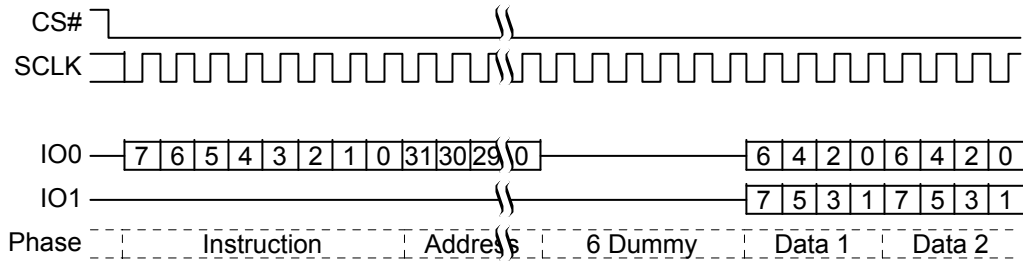 CS#
SCLK
IO0 7 6 5 4 3 2 1 0 31 30 29 0 6 4 2 0 6 4 2 0
IO1 7 5 3 1 7 5 3 1
Phase Instruction Address 6 Dummy Data 1 Data 2